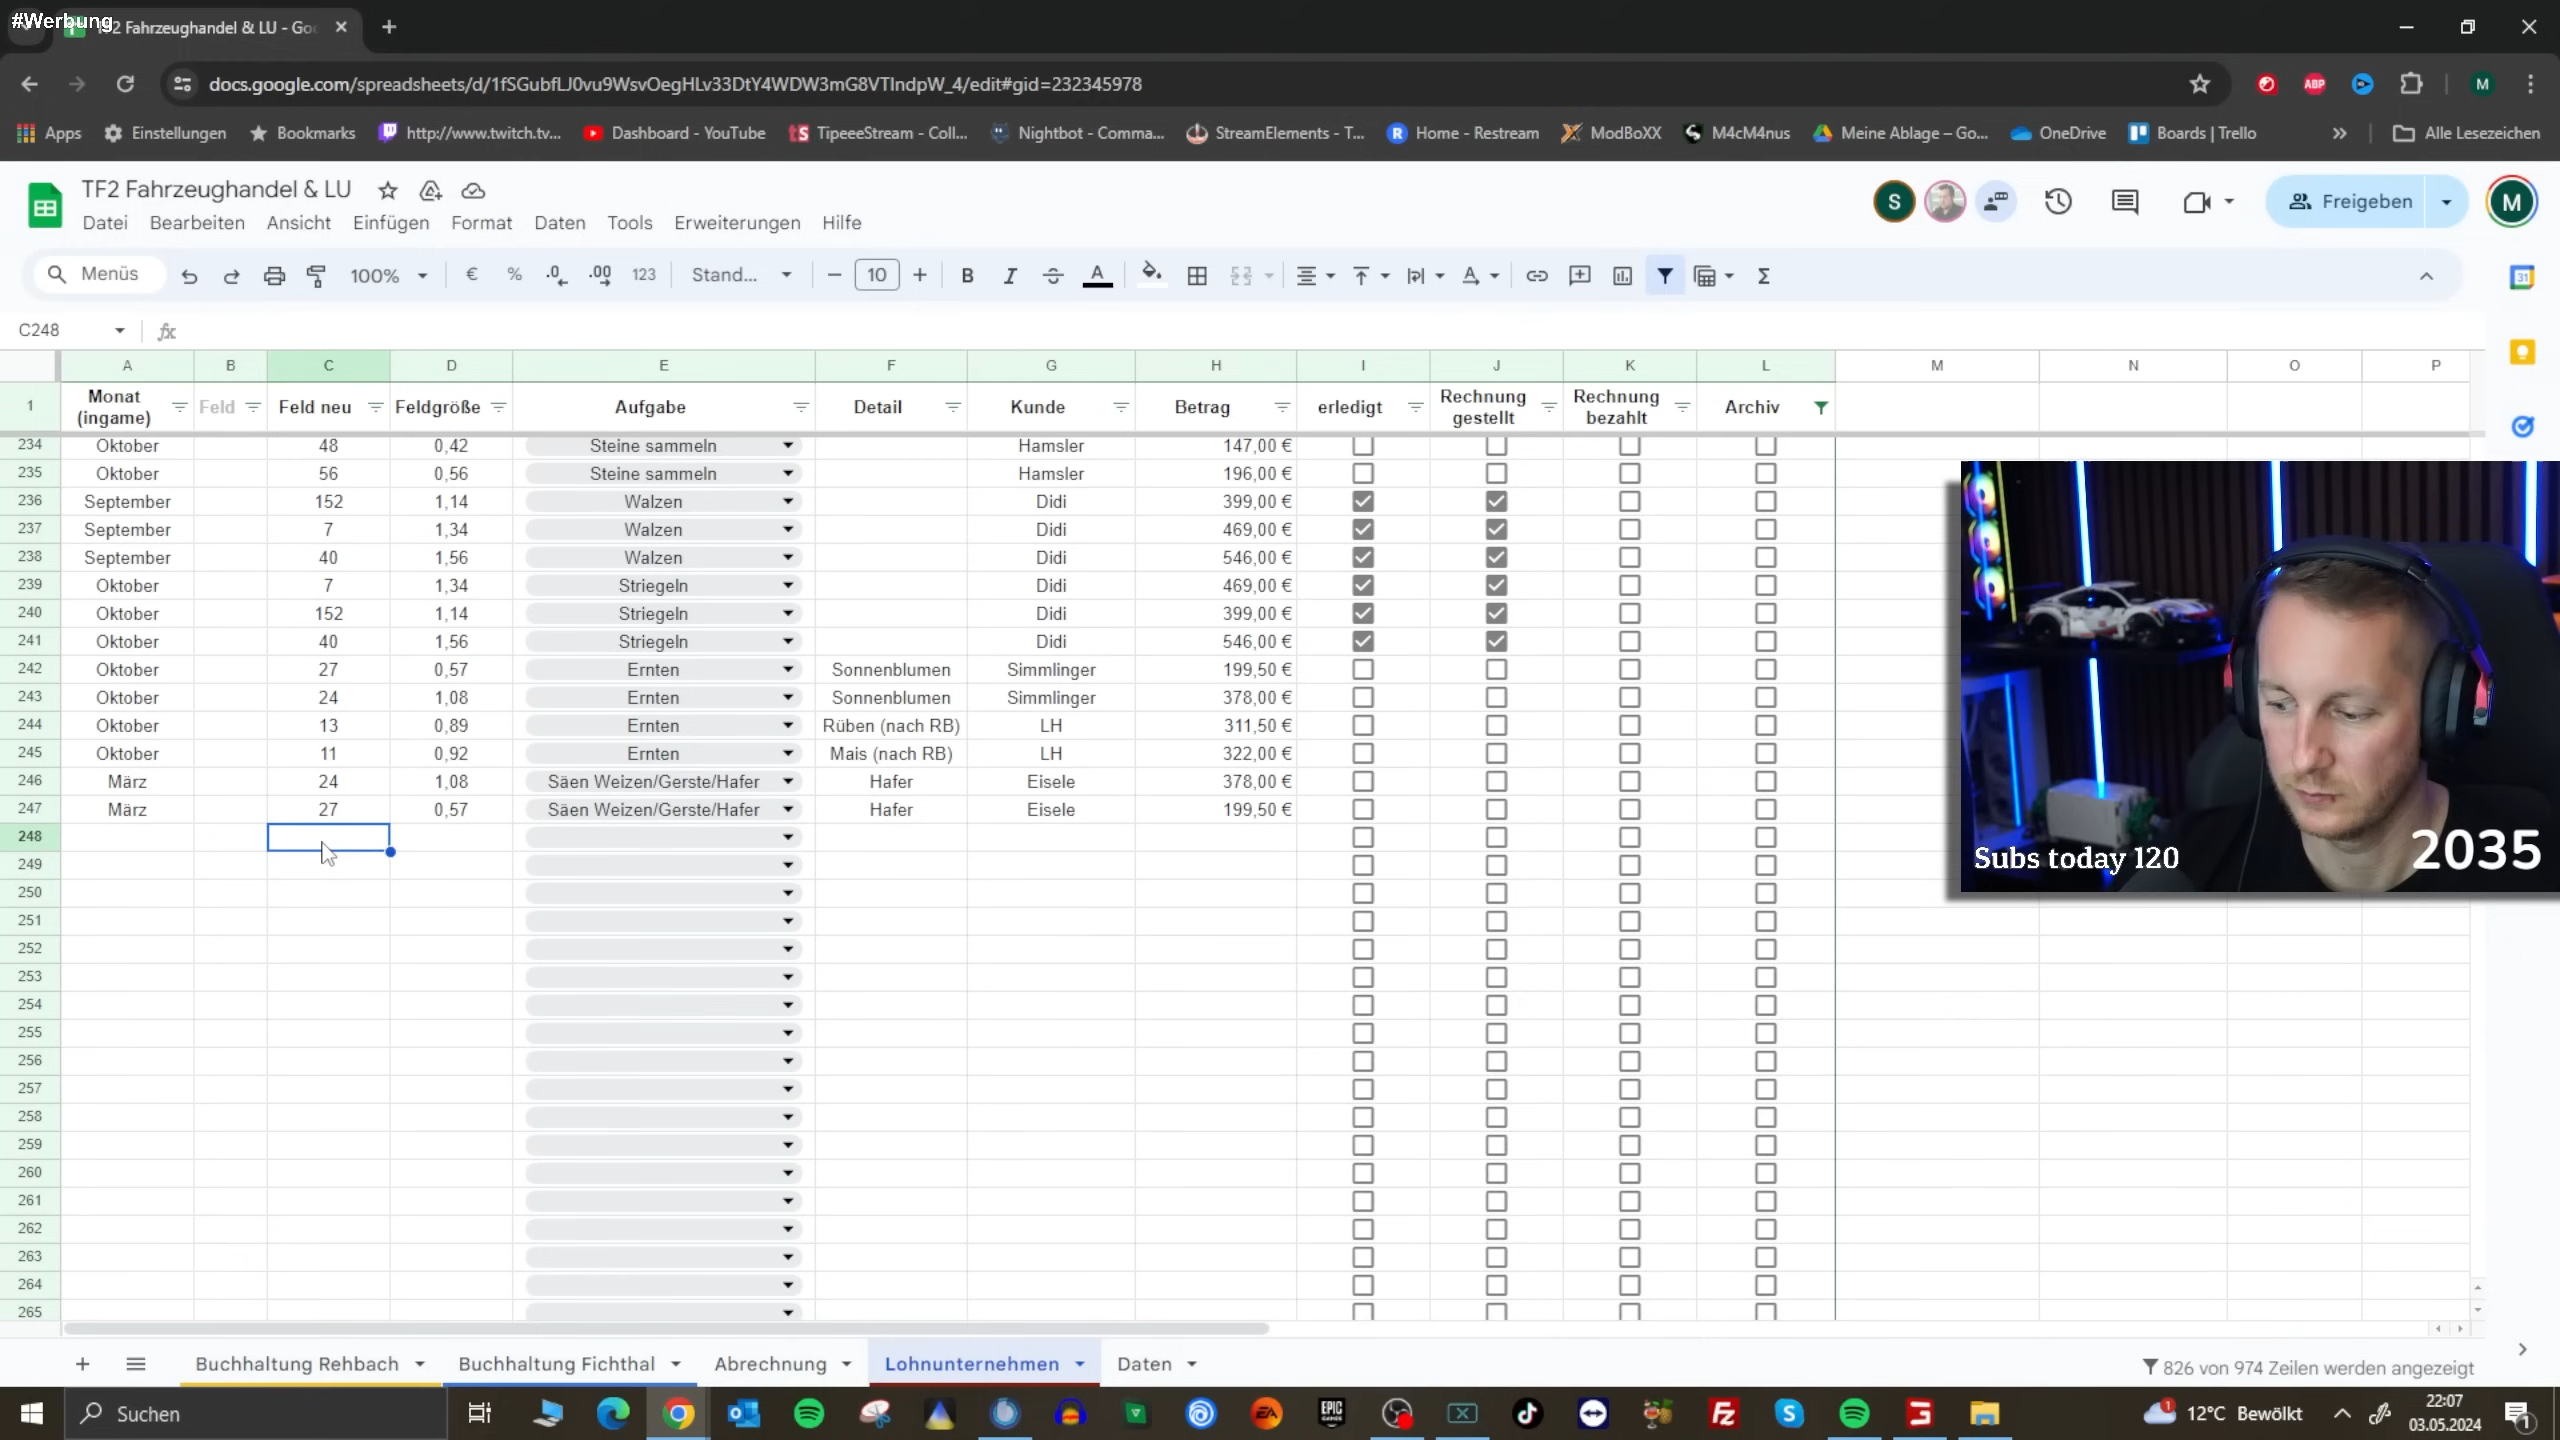 #Werbung
TF2 Fahrzeughandel & LU - Goo
docs.google.com/spreadsheets/d/1fSGubfLJ0vu9WsvOegHLv33DtY4WDW3mG8VTIndpW_4/edit#gid=232345978
Apps Einstellungen Bookmarks http://www.twitch.tv... Dashboard - YouTube TipeeeStream - Coll... Nightbot - Comma... StreamElements - T... Home - Restream ModBoXX M4cM4nus Meine Ablage – Go... OneDrive Boards | Trello » Alle Lesezeichen
TF2 Fahrzeughandel & LU
Datei Bearbeiten Ansicht Einfügen Format Daten Tools Erweiterungen Hilfe
S Freigeben M
Menüs 100% € % .0 .00 123 Stand... 10 B I A
C248 fx
A B C D E F G H I J K L M N O P
1 Monat (ingame) Feld Feld neu Feldgröße Aufgabe Detail Kunde Betrag erledigt Rechnung gestellt Rechnung bezahlt Archiv
234 Oktober 48 0,42 Steine sammeln Hamsler 147,00 €
235 Oktober 56 0,56 Steine sammeln Hamsler 196,00 €
236 September 152 1,14 Walzen Didi 399,00 €
237 September 7 1,34 Walzen Didi 469,00 €
238 September 40 1,56 Walzen Didi 546,00 €
239 Oktober 7 1,34 Striegeln Didi 469,00 €
240 Oktober 152 1,14 Striegeln Didi 399,00 €
241 Oktober 40 1,56 Striegeln Didi 546,00 €
242 Oktober 27 0,57 Ernten Sonnenblumen Simmlinger 199,50 €
243 Oktober 24 1,08 Ernten Sonnenblumen Simmlinger 378,00 €
244 Oktober 13 0,89 Ernten Rüben (nach RB) LH 311,50 €
245 Oktober 11 0,92 Ernten Mais (nach RB) LH 322,00 €
246 März 24 1,08 Säen Weizen/Gerste/Hafer Hafer Eisele 378,00 €
247 März 27 0,57 Säen Weizen/Gerste/Hafer Hafer Eisele 199,50 €
248
249
250
251
252
253
254
255
256
257
258
259
260
261
262
263
264
265
Subs today 120 2035
Buchhaltung Rehbach Buchhaltung Fichthal Abrechnung Lohnunternehmen Daten 826 von 974 Zeilen werden angezeigt
Suchen 12°C Bewölkt 22:07
03.05.2024